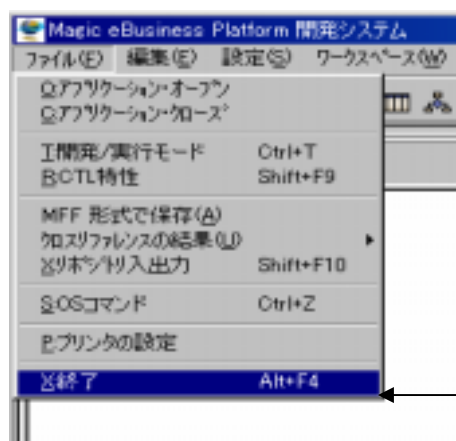 Magic eBusiness Platform 開発システム
ファイル(E) 編集(E) 設定(S) ワークスペース(W)
O:アプリケーション・オープン
C:アプリケーション・クローズ
T:開発/実行モード Ctrl+T
R:CTL特性 Shift+F9
MFF 形式で保存(A)
クロスリファレンスの結果(U)
X:リポジトリ入出力 Shift+F10
S:OSコマンド Ctrl+Z
P:プリンタの設定
X:終了 Alt+F4